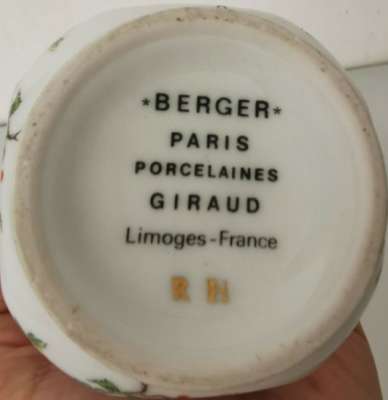 *BERGER*
PARIS
PORCELAINES
GIRAUD
Limoges-France
R H